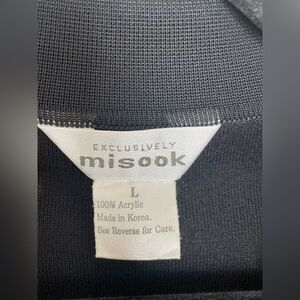 EXCLUSIVELY
misook
L
100% Acrylic
Made in Korea.
See Reverse for Care.